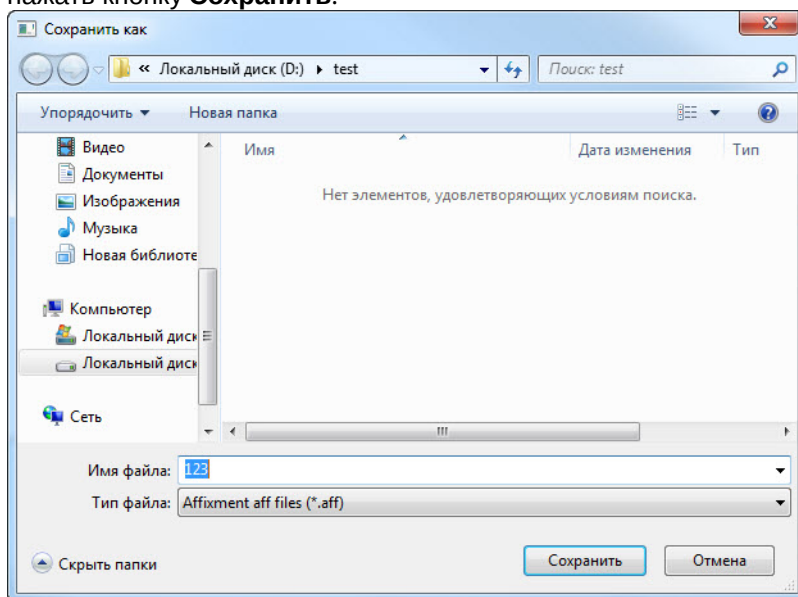 нажать кнопку Сохранить.
Сохранить как
« Локальный диск (D:) test
Поиск: test
Упорядочить Новая папка
Видео
Документы
Изображения
Музыка
Новая библиоте
Компьютер
Локальный диск
Локальный диск
Сеть
Имя Дата изменения Тип
Нет элементов, удовлетворяющих условиям поиска.
Имя файла: 123
Тип файла: Affixment aff files (*.aff)
Скрыть папки
Сохранить Отмена